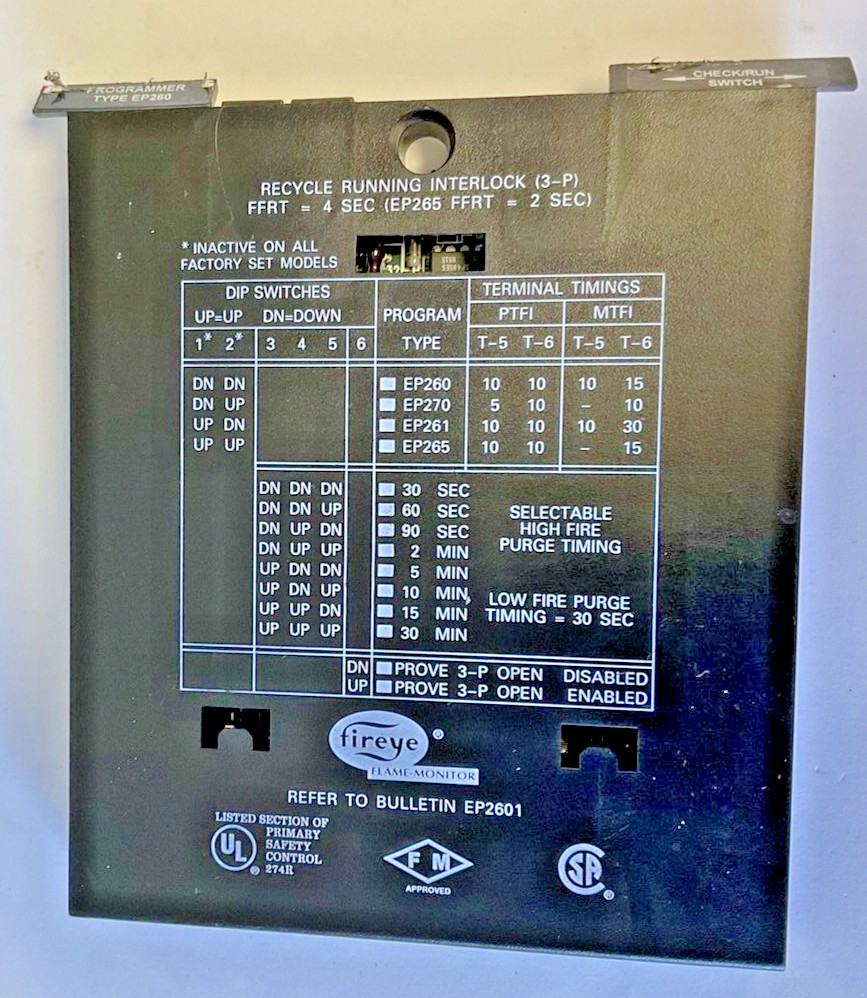 PROGRAMMER
TYPE EP260
CHECK/RUN
SWITCH
RECYCLE RUNNING INTERLOCK (3-P)
FFRT = 4 SEC (EP265 FFRT = 2 SEC)
* INACTIVE ON ALL
FACTORY SET MODELS
DIP SWITCHES
UP=UP DN=DOWN
1* 2* 3 4 5 6
PROGRAM
TYPE
TERMINAL TIMINGS
PTFI MTFI
T-5 T-6 T-5 T-6
DN DN EP260 10 10 10 15
DN UP EP270 5 10 - 10
UP DN EP261 10 10 10 30
UP UP EP265 10 10 - 15
DN DN DN 30 SEC
DN DN UP 60 SEC
DN UP DN 90 SEC
DN UP UP 2 MIN
UP DN DN 5 MIN
UP DN UP 10 MIN
UP UP DN 15 MIN
UP UP UP 30 MIN
SELECTABLE
HIGH FIRE
PURGE TIMING
LOW FIRE PURGE
TIMING = 30 SEC
DN PROVE 3-P OPEN DISABLED
UP PROVE 3-P OPEN ENABLED
fireye ®
FLAME-MONITOR
REFER TO BULLETIN EP2601
LISTED SECTION OF
PRIMARY
SAFETY
CONTROL
274R
UL ®
FM
APPROVED
SA ®